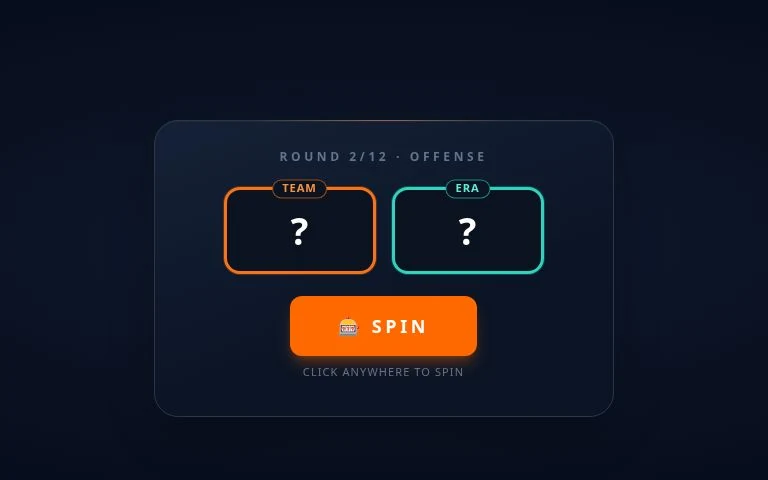 ROUND 2/12 · OFFENSE
TEAM
ERA
?
?
SPIN
CLICK ANYWHERE TO SPIN